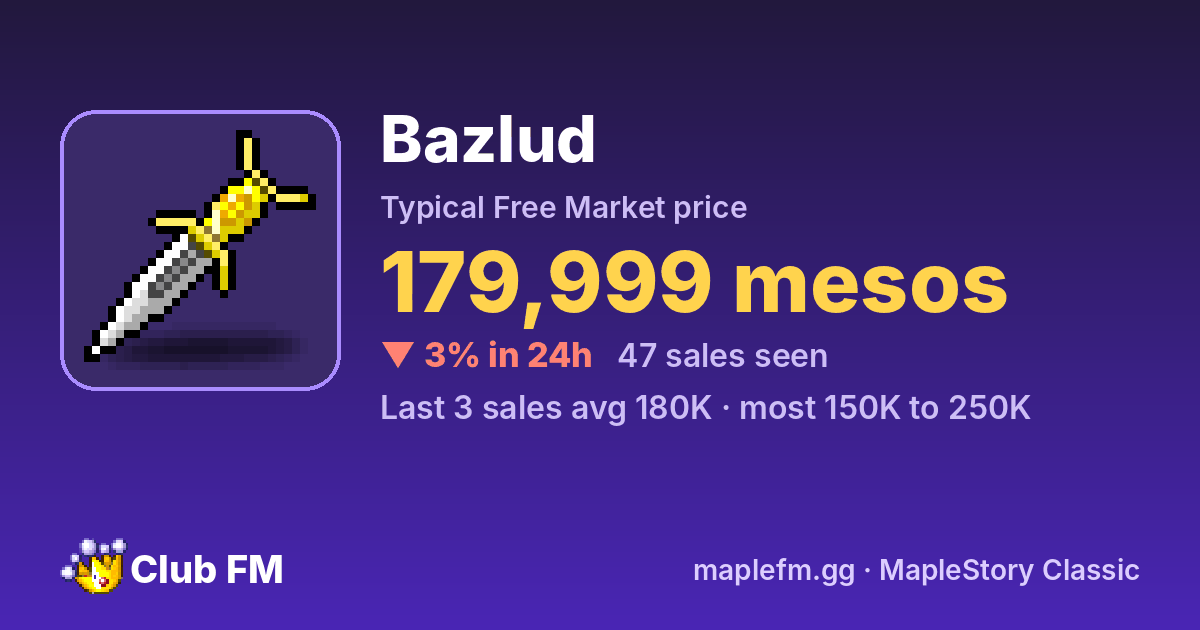 Bazlud
Typical Free Market price
179,999 mesos
▼ 3% in 24h 47 sales seen
Last 3 sales avg 180K · most 150K to 250K
Club FM
maplefm.gg · MapleStory Classic